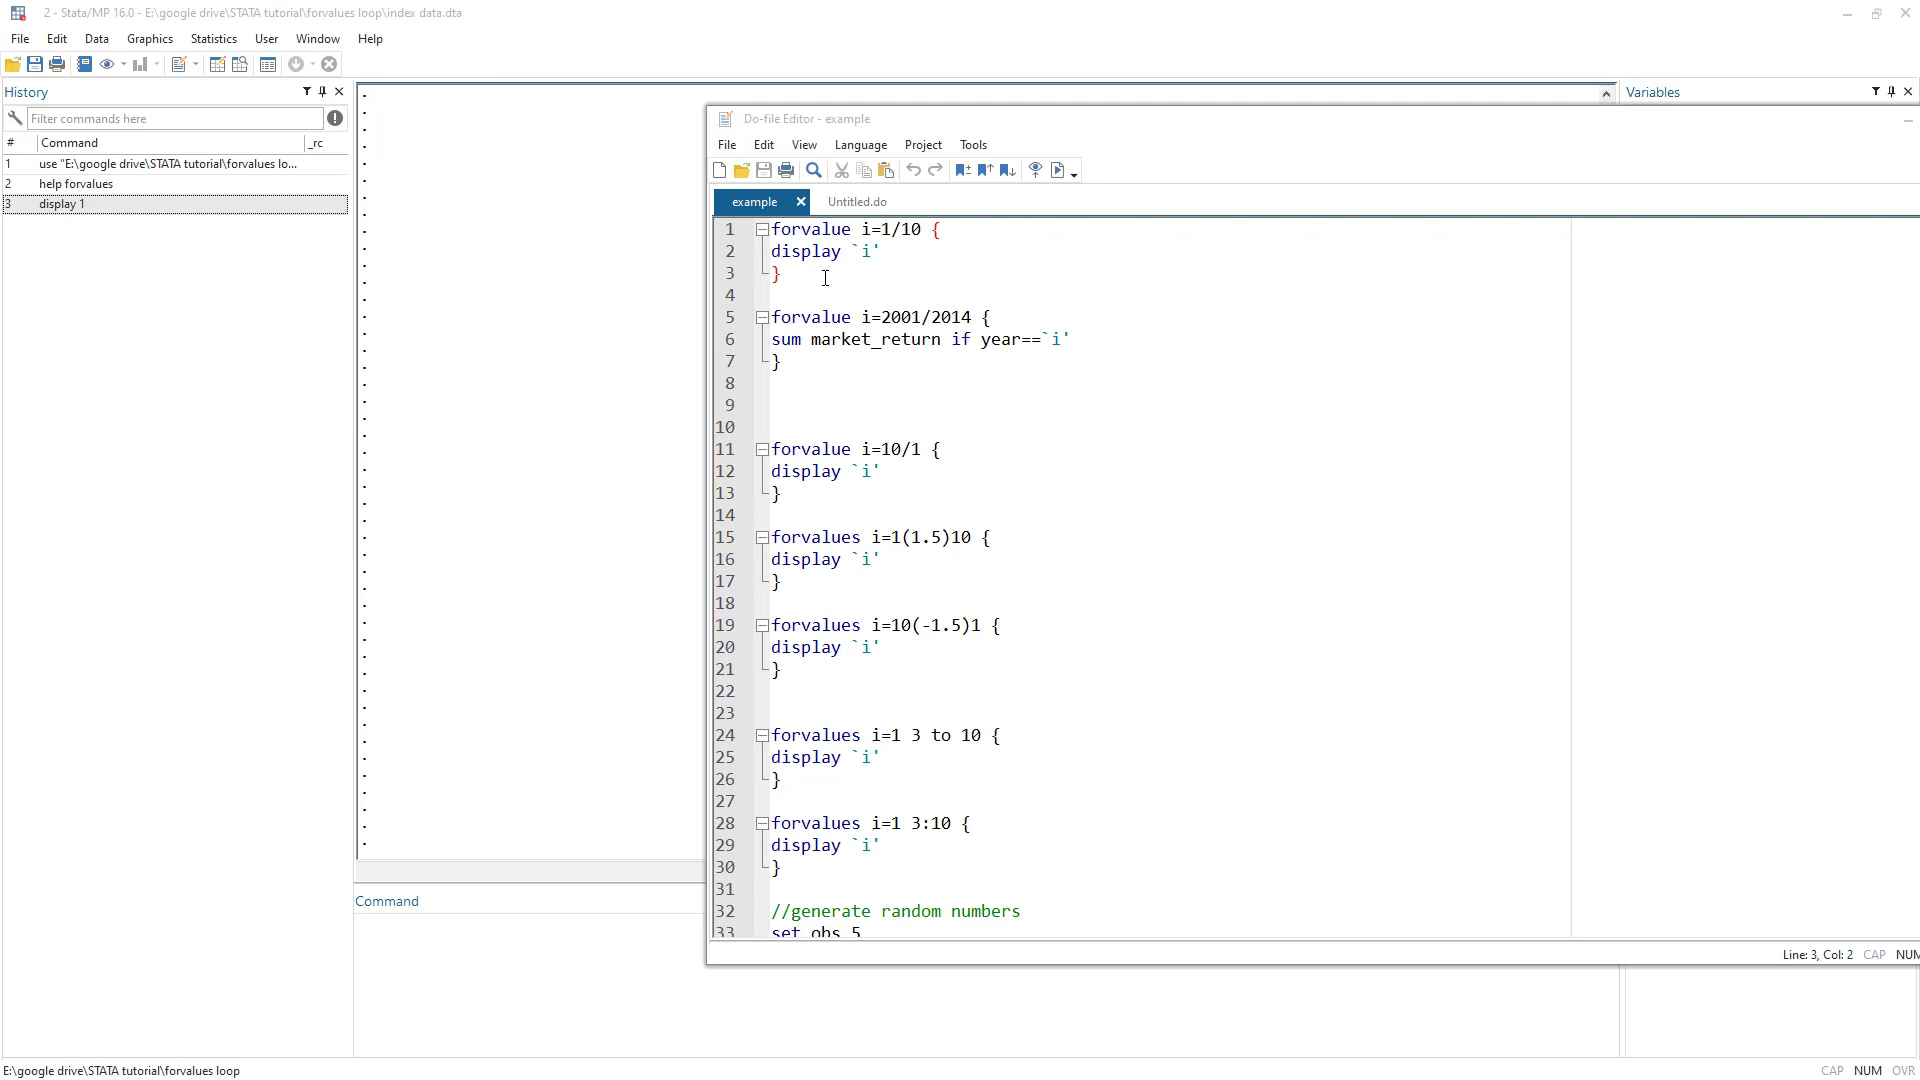 2 - Stata/MP 16.0 - E:\google drive\STATA tutorial\forvalues loop\index data.dta
File Edit Data Graphics Statistics User Window Help
History
Variables
Filter commands here
# Command _rc
1 use "E:\google drive\STATA tutorial\forvalues lo...
2 help forvalues
3 display 1
Do-file Editor - example
File Edit View Language Project Tools
example Untitled.do
1 forvalue i=1/10 {
2 display `i'
3 }
4
5 forvalue i=2001/2014 {
6 sum market_return if year==`i'
7 }
8
9
10
11 forvalue i=10/1 {
12 display `i'
13 }
14
15 forvalues i=1(1.5)10 {
16 display `i'
17 }
18
19 forvalues i=10(-1.5)1 {
20 display `i'
21 }
22
23
24 forvalues i=1 3 to 10 {
25 display `i'
26 }
27
28 forvalues i=1 3:10 {
29 display `i'
30 }
31
32 //generate random numbers
33 set obs 5
Line: 3, Col: 2 CAP NUM
Command
E:\google drive\STATA tutorial\forvalues loop
CAP NUM OVR